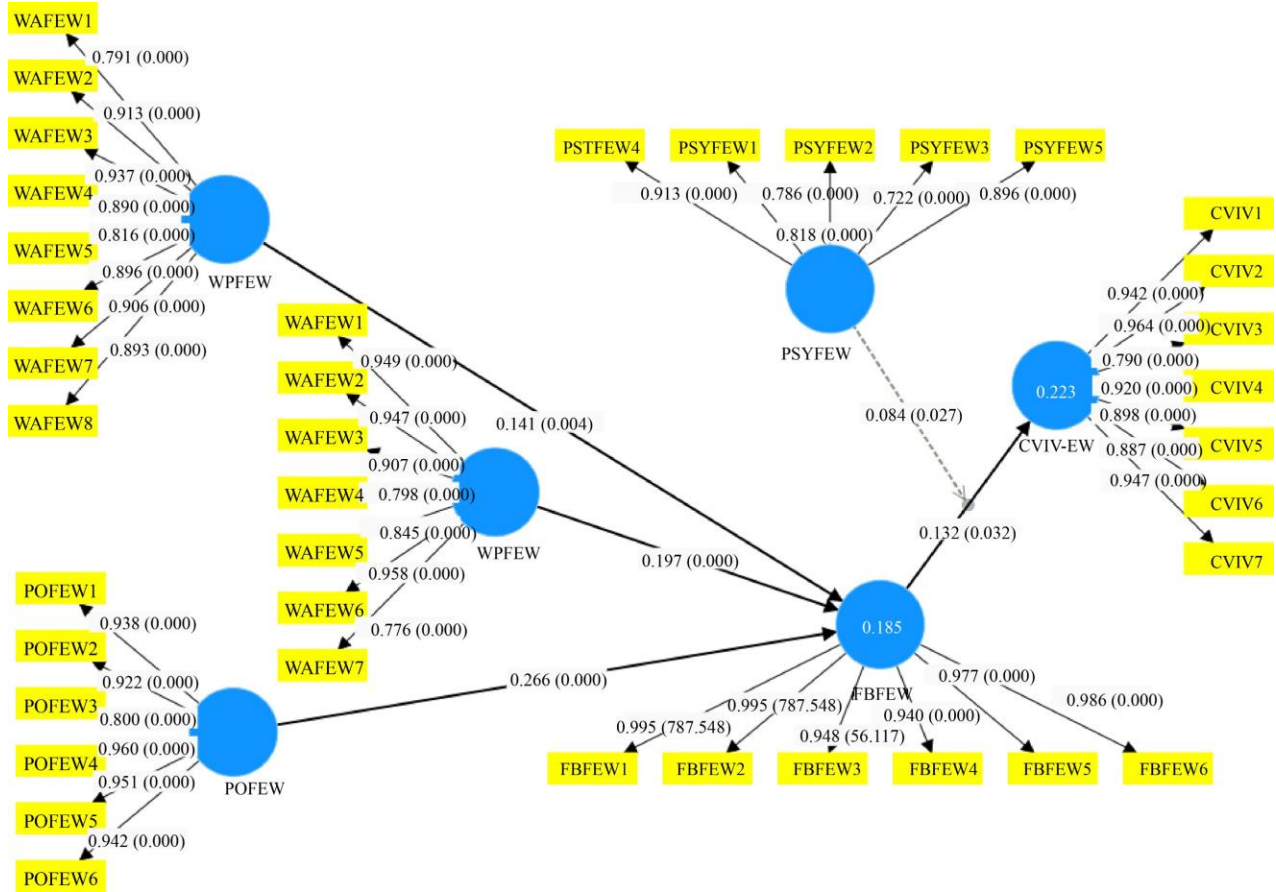 WAFEW1
0.791 (0.000)
WAFEW2
0.913 (0.000)
WAFEW3
0.937 (0.000)
WAFEW4
0.890 (0.000)
0.816 (0.000)
WAFEW5
0.896 (0.000)
WAFEW6
0.906 (0.000)
0.893 (0.000)
WAFEW7
WAFEW8
WPFEW
0.141 (0.004)
WAFEW1
0.949 (0.000)
WAFEW2
0.947 (0.000)
WAFEW3
0.907 (0.000)
WAFEW4
0.798 (0.000)
0.845 (0.000)
WAFEW5
0.958 (0.000)
WAFEW6
0.776 (0.000)
WAFEW7
WPFEW
0.197 (0.000)
POFEW1
0.938 (0.000)
POFEW2
0.922 (0.000)
POFEW3
0.800 (0.000)
0.960 (0.000)
POFEW4
0.951 (0.000)
POFEW5
0.942 (0.000)
POFEW6
POFEW
0.266 (0.000)
PSTFEW4
PSYFEW1
PSYFEW2
PSYFEW3
PSYFEW5
0.913 (0.000)
0.786 (0.000)
0.818 (0.000)
0.722 (0.000)
0.896 (0.000)
PSYFEW
0.084 (0.027)
CVIV1
0.942 (0.000)
CVIV2
0.964 (0.000)
CVIV3
0.790 (0.000)
0.920 (0.000)
CVIV4
0.898 (0.000)
CVIV5
0.887 (0.000)
0.947 (0.000)
CVIV6
CVIV7
0.223
CVIV-EW
0.132 (0.032)
0.185
FBFEW
0.995 (787.548)
0.995 (787.548)
0.948 (56.117)
0.940 (0.000)
0.977 (0.000)
0.986 (0.000)
FBFEW1
FBFEW2
FBFEW3
FBFEW4
FBFEW5
FBFEW6